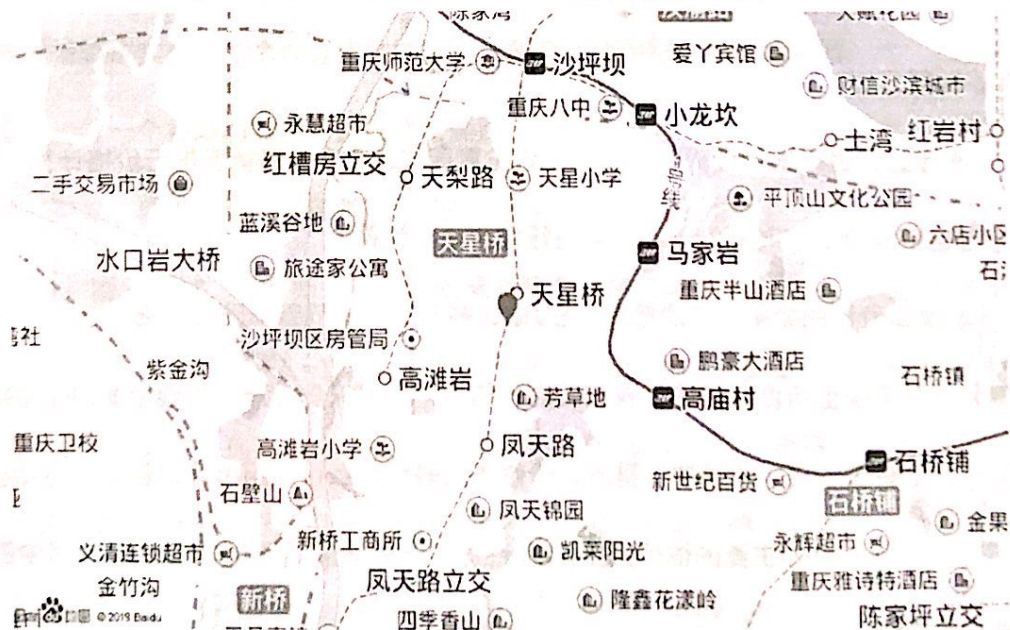 重庆师范大学
沙坪坝
爱丫宾馆
财信沙滨城市
重庆八中
小龙坎
永慧超市
土湾
红岩村
红槽房立交
天梨路
天星小学
二手交易市场
1号线
平顶山文化公园
蓝溪谷地
天星桥
六店小区
水口岩大桥
旅途家公寓
马家岩
天星桥
重庆半山酒店
沙坪坝区房管局
紫金沟
高滩岩
鹏豪大酒店
石桥镇
芳草地
高庙村
重庆卫校
高滩岩小学
凤天路
石桥铺
新世纪百货
石壁山
石桥铺
凤天锦园
金果
义清连锁超市
新桥工商所
凯莱阳光
永辉超市
金竹沟
凤天路立交
重庆雅诗特酒店
新桥
隆鑫花漾岭
© 2019 Baidu
四季香山
陈家坪立交